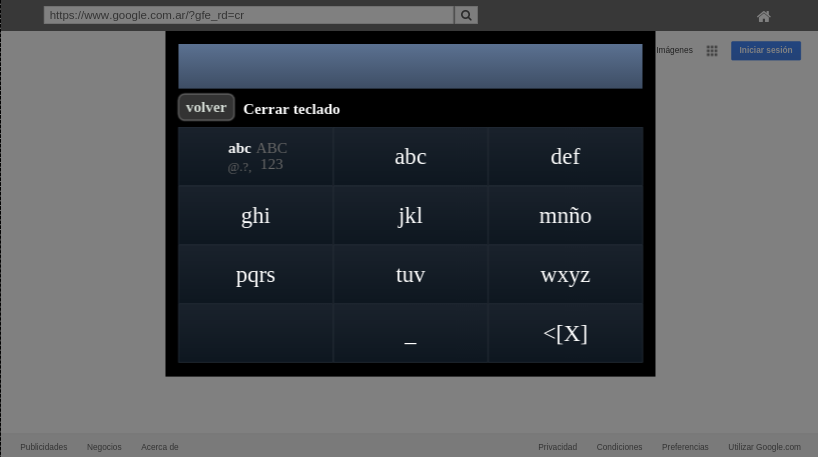 https://www.google.com.ar/?gfe_rd=cr
Imágenes
Iniciar sesión
volver Cerrar teclado
abc ABC
@.?, 123
abc
def
ghi
jkl
mnño
pqrs
tuv
wxyz
_
<[X]
Publicidades Negocios Acerca de Privacidad Condiciones Preferencias Utilizar Google.com